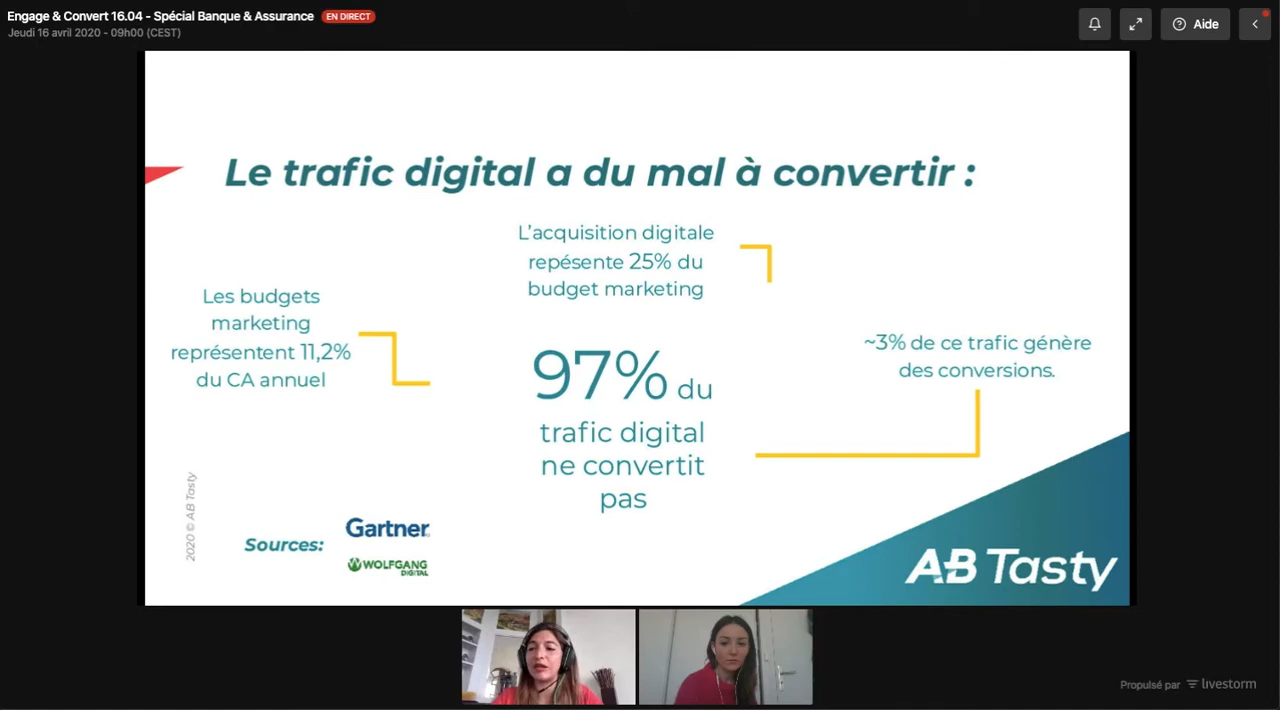 Engage & Convert 16.04 - Spécial Banque & Assurance EN DIRECT
Jeudi 16 avril 2020 - 09h00 (CEST)
Aide
Le trafic digital a du mal à convertir :
L'acquisition digitale
repésente 25% du
budget marketing
Les budgets
marketing
représentent 11,2%
du CA annuel
97% du
trafic digital
ne convertit
pas
~3% de ce trafic génère
des conversions.
2020 © AB Tasty
Sources:
Gartner
WOLFGANG
DIGITAL
AB Tasty
Propulsé par livestorm